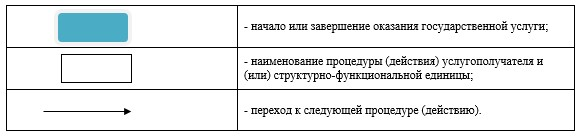 - начало или завершение оказания государственной услуги;
- наименование процедуры (действия) услугополучателя и
(или) структурно-функциональной единицы;
- переход к следующей процедуре (действию).